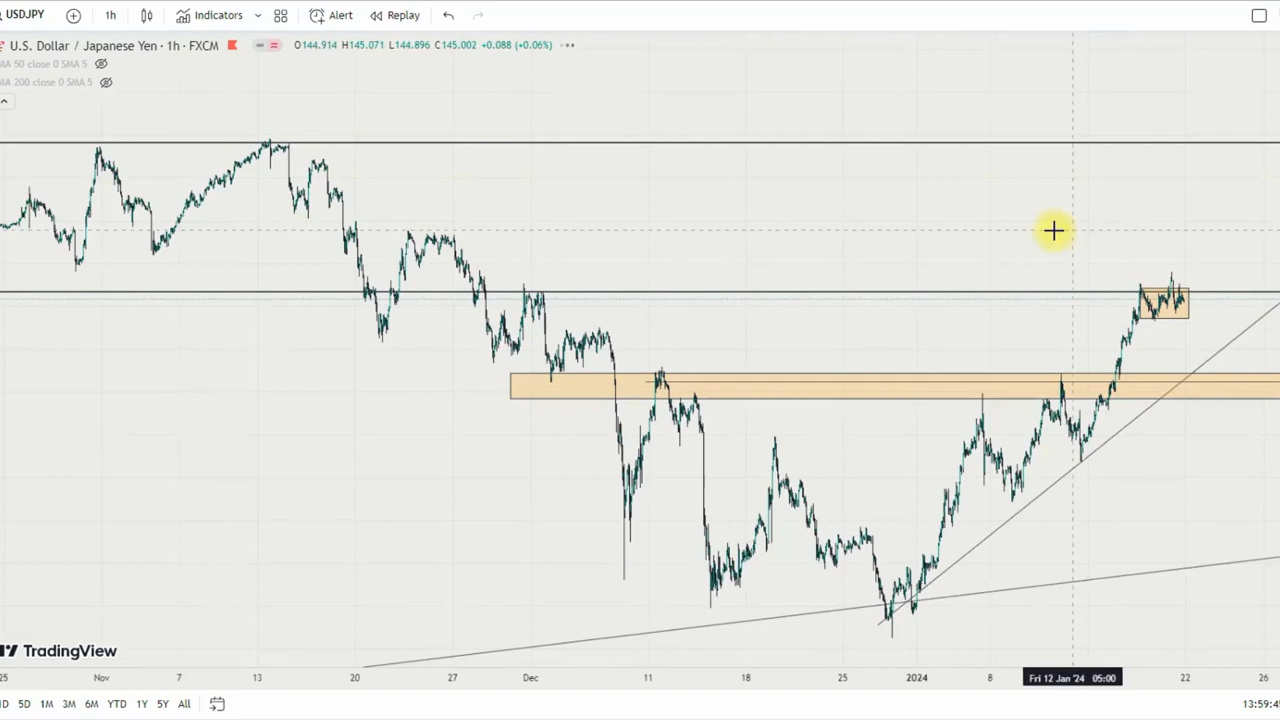 USDJPY 1h Indicators Alert Replay
U.S. Dollar / Japanese Yen · 1h · FXCM O144.914 H145.071 L144.896 C145.002 +0.088 (+0.06%)
MA 50 close 0 SMA 5
MA 200 close 0 SMA 5
TradingView
25 Nov 7 13 20 27 Dec 11 18 25 2024 8 Fri 12 Jan '24 05:00 22 26
1D 5D 1M 3M 6M YTD 1Y 5Y All 13:59:4